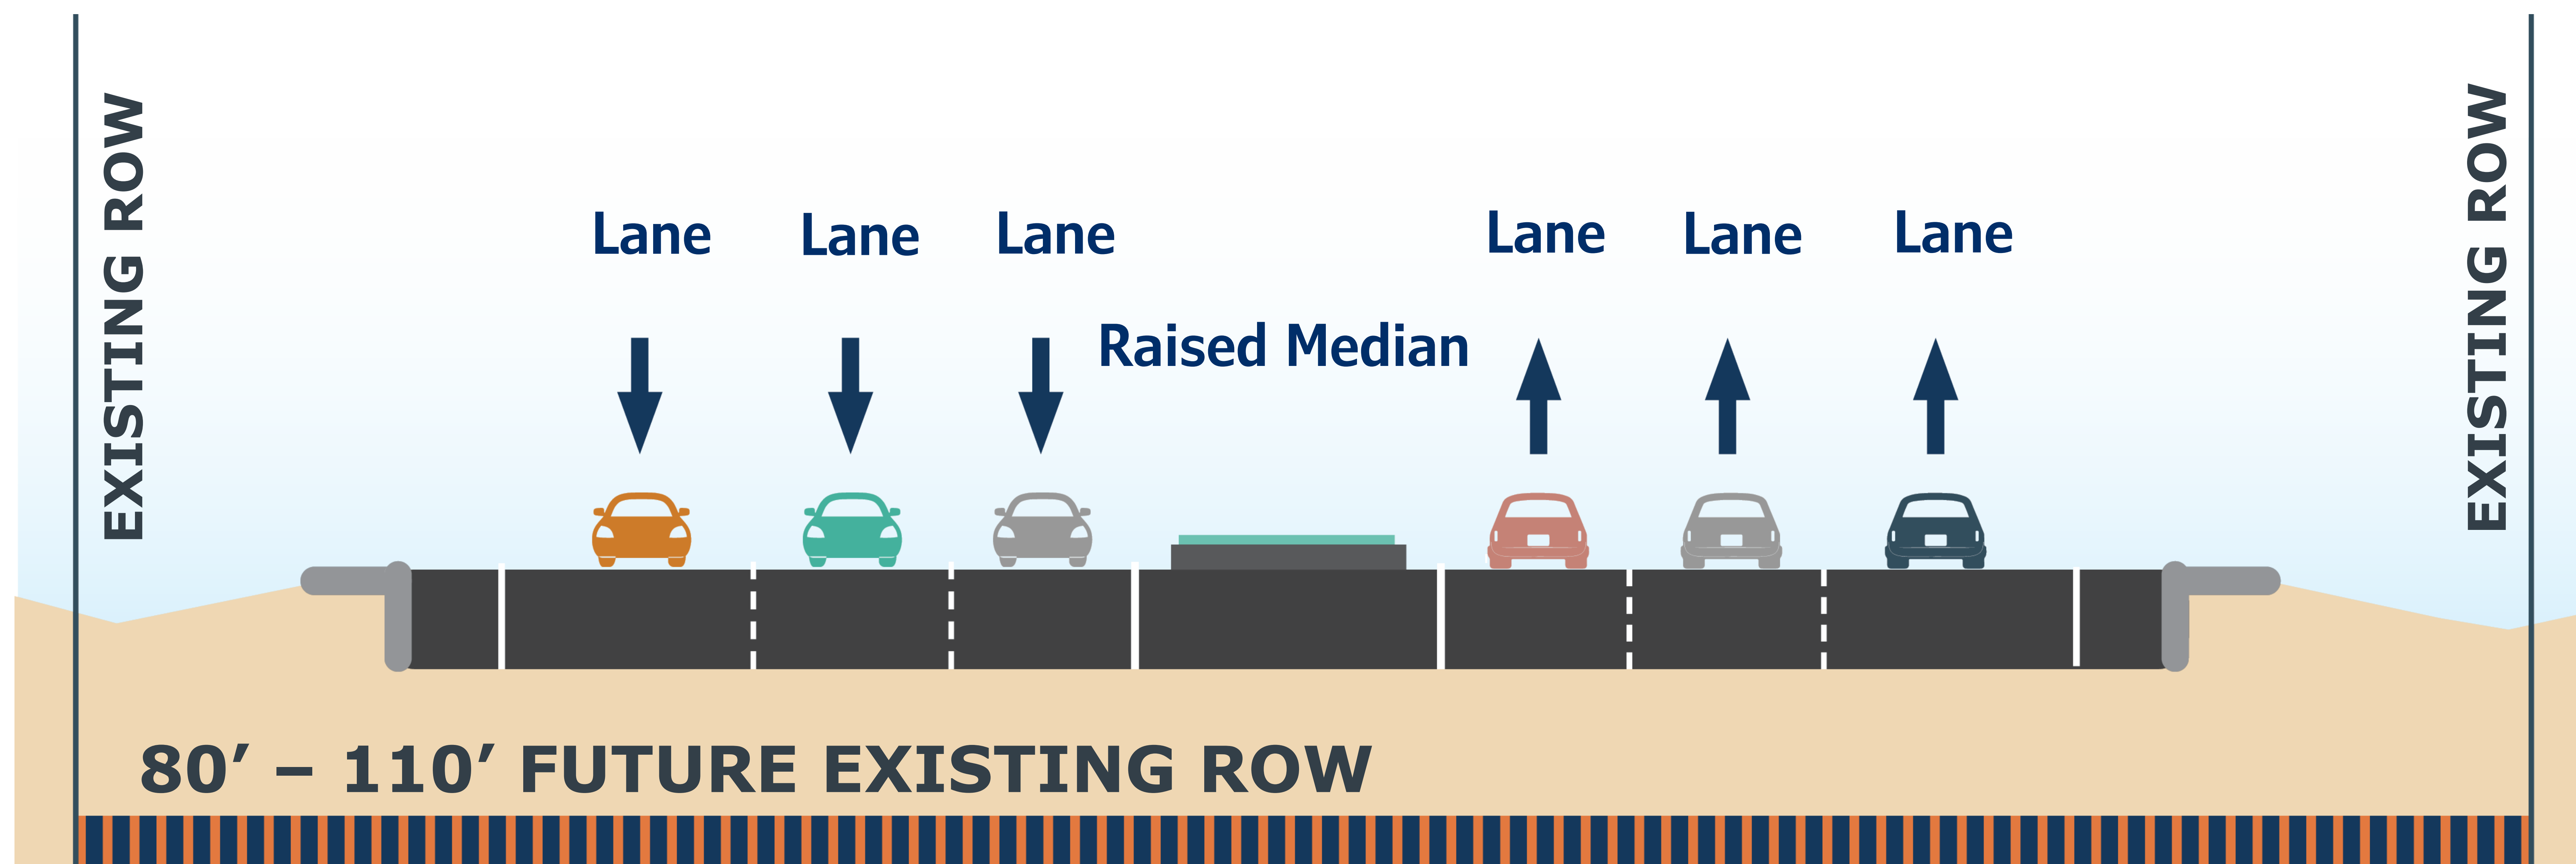 EXISTING ROW
Lane Lane Lane Lane Lane Lane
Raised Median
EXISTING ROW
80’ – 110’ FUTURE EXISTING ROW